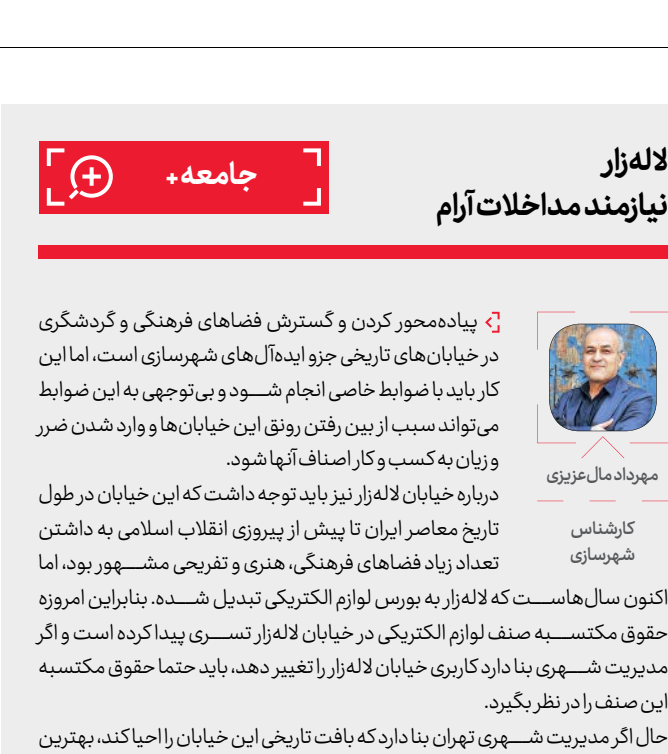 جامعه+
لاله‌زار
نیازمند مداخلات آرام
مهرداد مال‌عزیزی
کارشناس
شهرسازی
پیاده‌محور کردن و گسترش فضاهای فرهنگی و گردشگری
در خیابان‌های تاریخی جزو ایده‌آل‌های شهرسازی است، اما این
کار باید با ضوابط خاصی انجام شود و بی‌توجهی به این ضوابط
می‌تواند سبب از بین رفتن رونق این خیابان‌ها و وارد شدن ضرر
و زیان به کسب و کار اصناف آنها شود.
درباره خیابان لاله‌زار نیز باید توجه داشت که این خیابان در طول
تاریخ معاصر ایران تا پیش از پیروزی انقلاب اسلامی به داشتن
تعداد زیاد فضاهای فرهنگی، هنری و تفریحی مشهور بود، اما
اکنون سال‌هاست که لاله‌زار به بورس لوازم الکتریکی تبدیل شده. بنابراین امروزه
حقوق مکتسبه صنف لوازم الکتریکی در خیابان لاله‌زار تسری پیدا کرده است و اگر
مدیریت شهری بنا دارد کاربری خیابان لاله‌زار را تغییر دهد، باید حتما حقوق مکتسبه
این صنف را در نظر بگیرد.
حال اگر مدیریت شهری تهران بنا دارد که بافت تاریخی این خیابان را احیا کند، بهترین